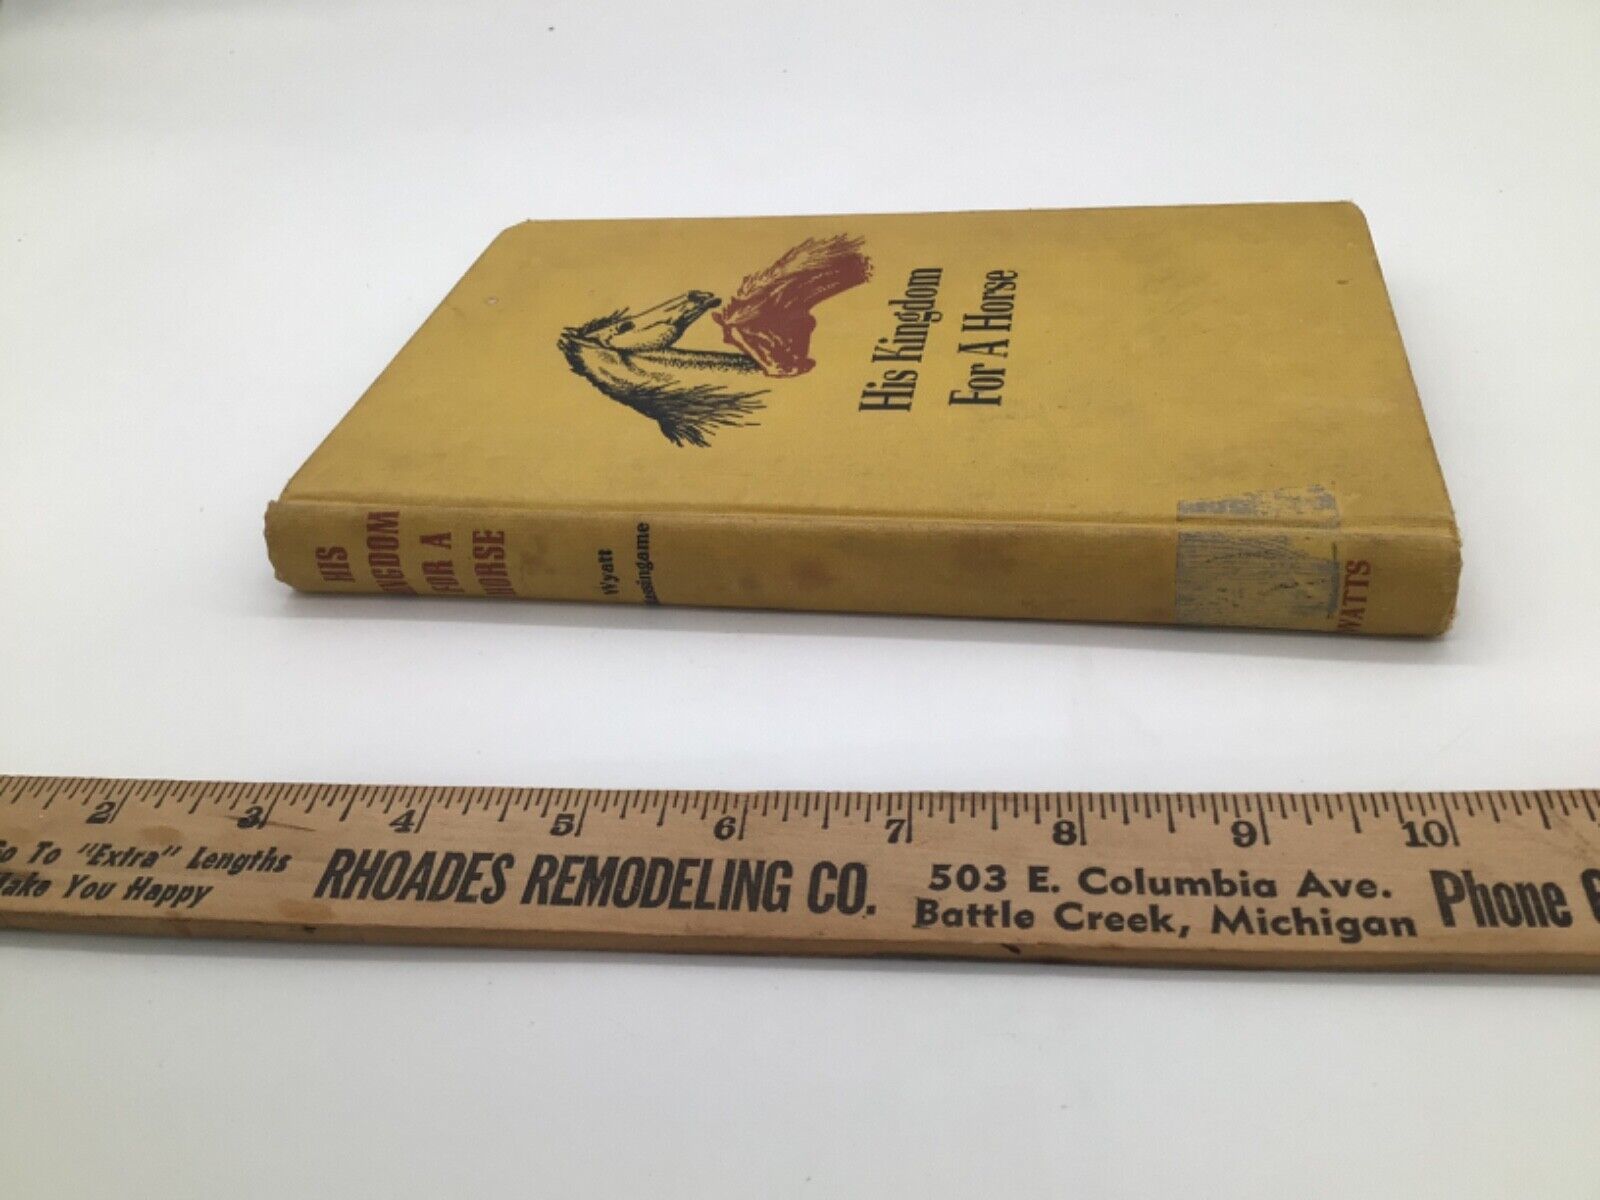 His Kingdom
For A Horse
HIS
KINGDOM
FOR A
HORSE
Wyatt
Blassingame
WATTS
2 3 4 5 6 7 8 9 10
Go To "Extra" Lengths
Make You Happy
RHOADES REMODELING CO.
503 E. Columbia Ave.
Battle Creek, Michigan
Phone